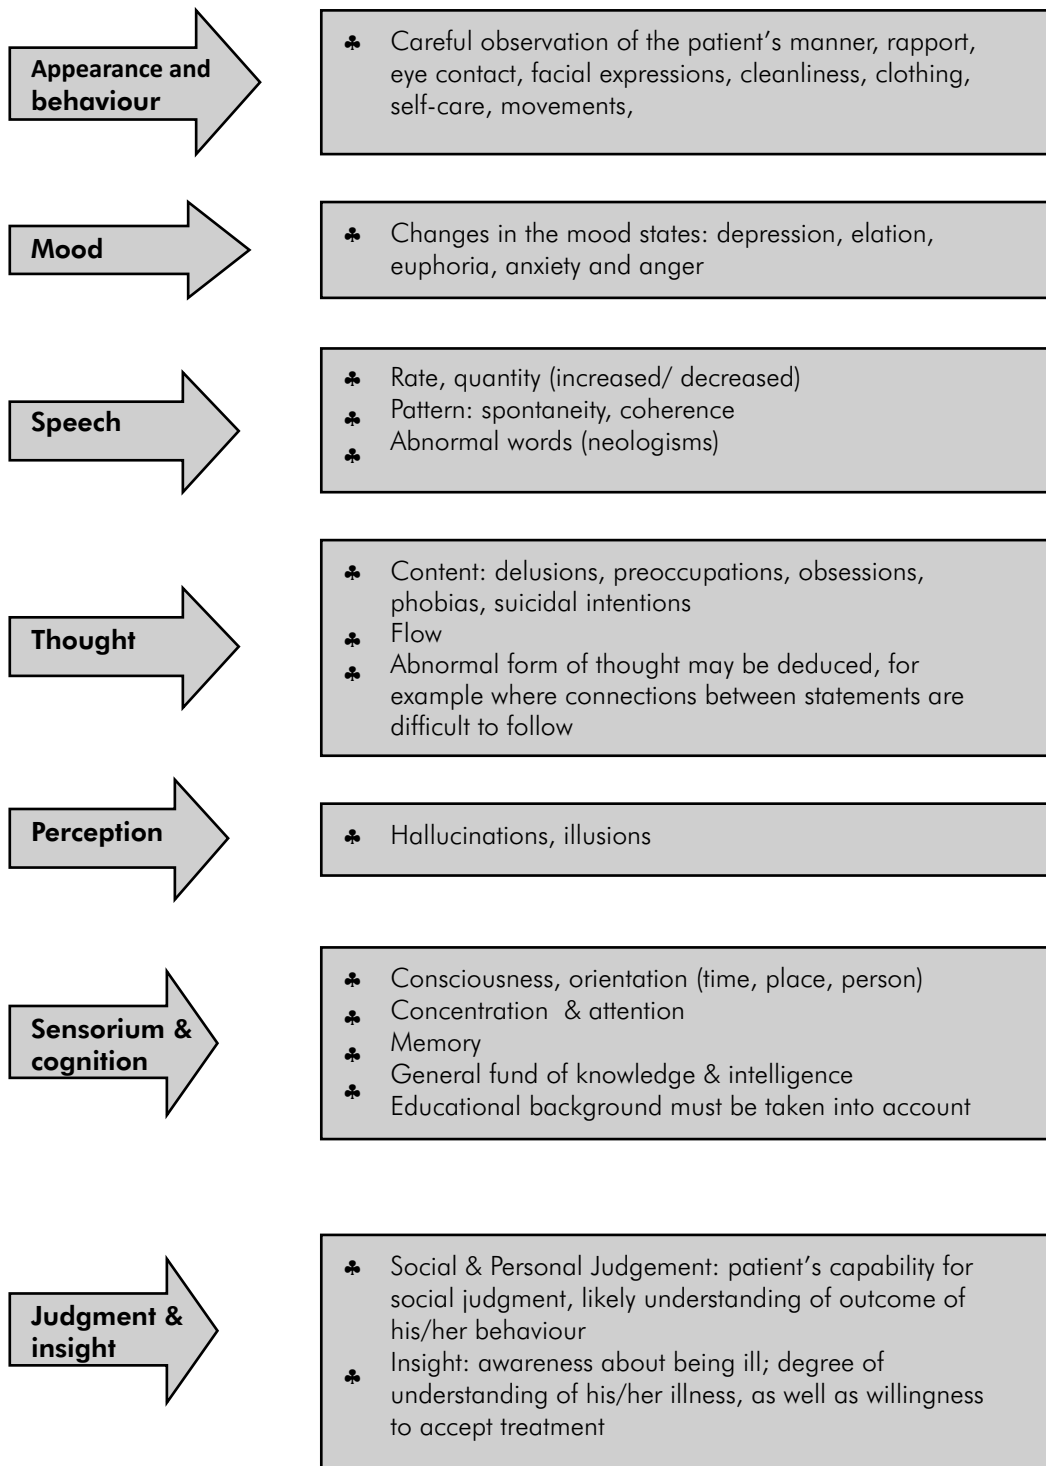 Appearance and
behaviour
♣ Careful observation of the patient's manner, rapport,
eye contact, facial expressions, cleanliness, clothing,
self-care, movements,
Mood
♣ Changes in the mood states: depression, elation,
euphoria, anxiety and anger
Speech
♣ Rate, quantity (increased/ decreased)
♣ Pattern: spontaneity, coherence
♣ Abnormal words (neologisms)
Thought
♣ Content: delusions, preoccupations, obsessions,
phobias, suicidal intentions
♣ Flow
♣ Abnormal form of thought may be deduced, for
example where connections between statements are
difficult to follow
Perception
♣ Hallucinations, illusions
Sensorium &
cognition
♣ Consciousness, orientation (time, place, person)
♣ Concentration & attention
♣ Memory
♣ General fund of knowledge & intelligence
Educational background must be taken into account
Judgment &
insight
♣ Social & Personal Judgement: patient's capability for
social judgment, likely understanding of outcome of
his/her behaviour
♣ Insight: awareness about being ill; degree of
understanding of his/her illness, as well as willingness
to accept treatment